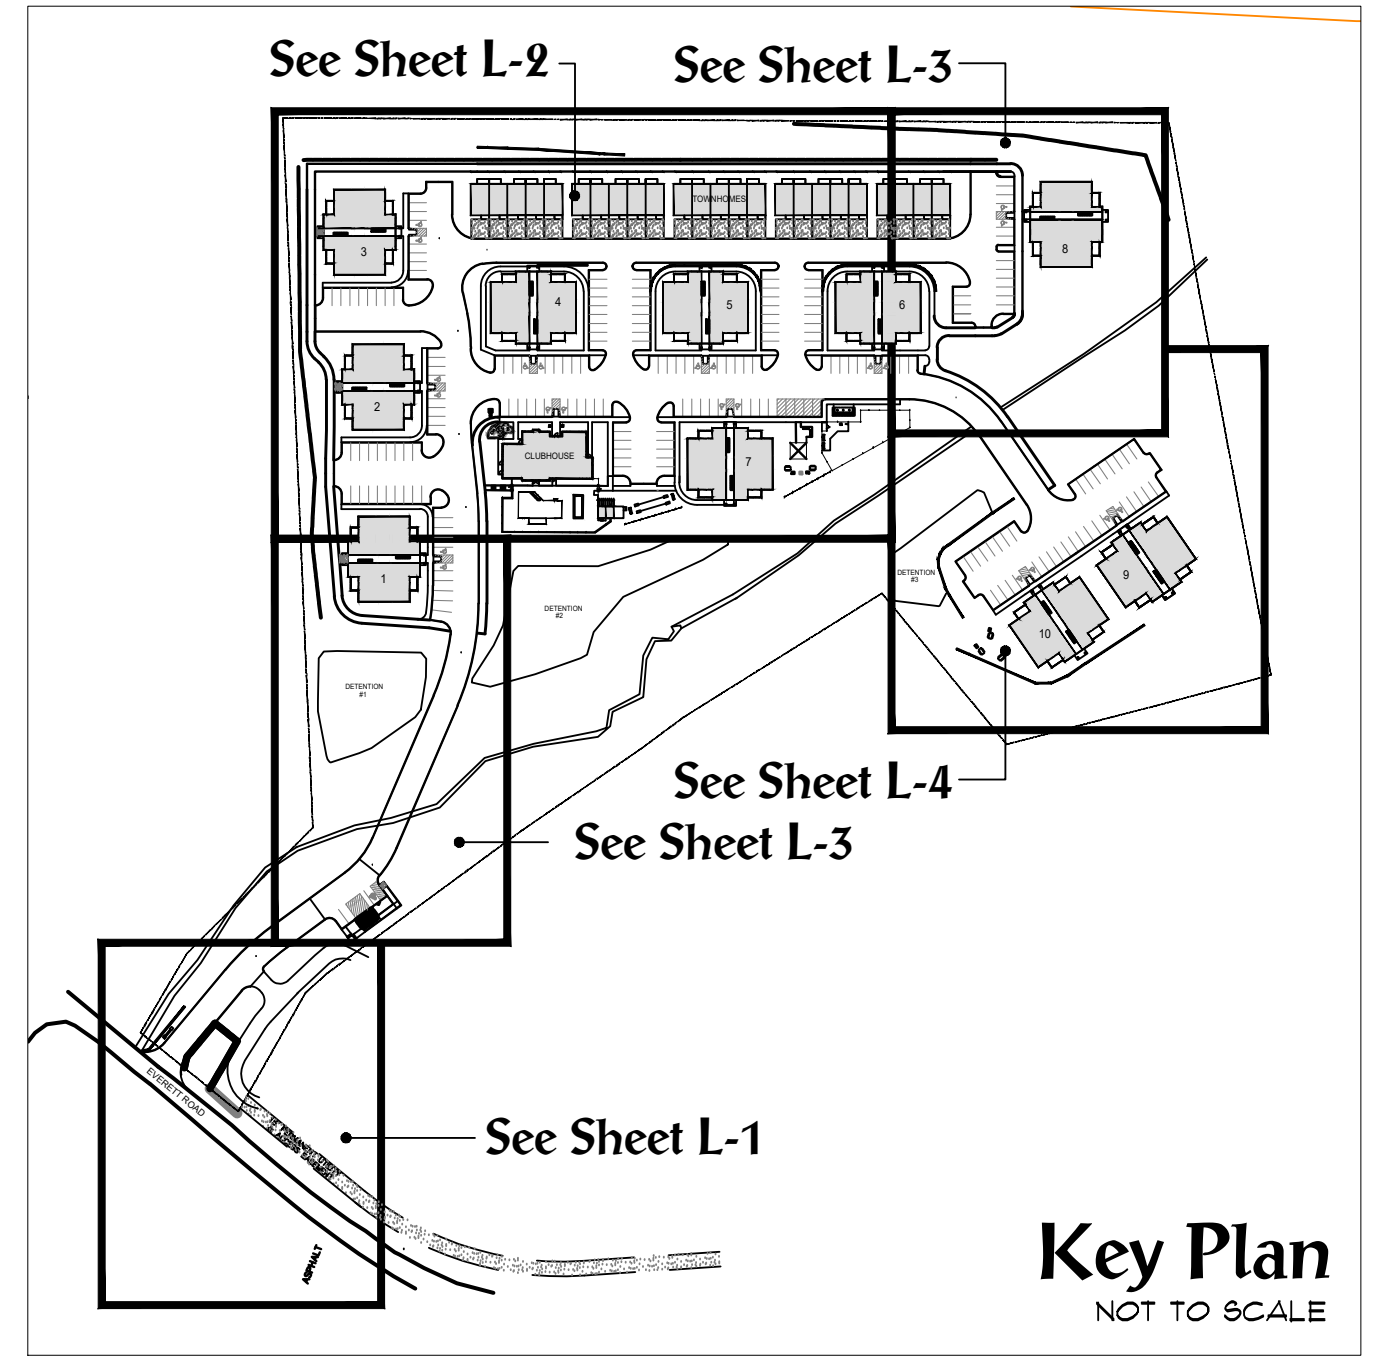 See Sheet L-2
See Sheet L-3
TOWNHOMES
3
8
4
5
6
2
CLUBHOUSE
7
1
DETENTION
#3
9
DETENTION
#2
10
DETENTION
#1
See Sheet L-4
See Sheet L-3
EVERETT ROAD
See Sheet L-1
ASPHALT
Key Plan
NOT TO SCALE